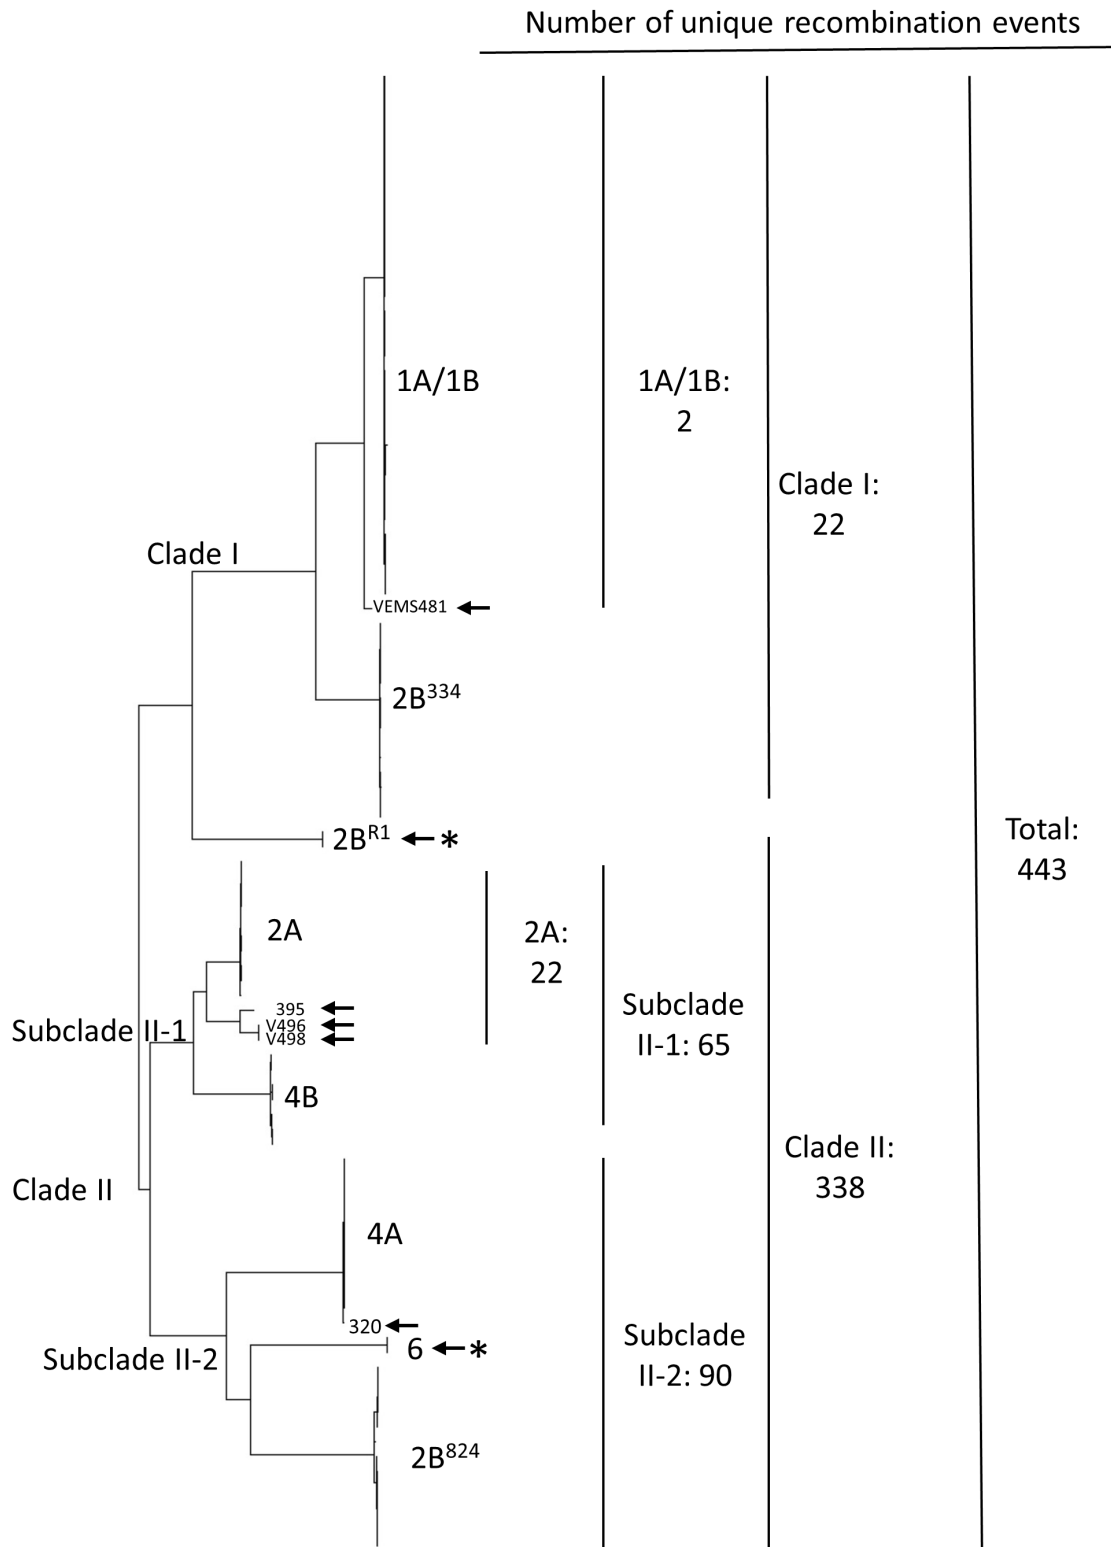 Number of unique recombination events
1A/1B
1A/1B:
2
Clade I:
22
Clade I
VEMS481
2B³³⁴
2Bᴿ¹ *
Total:
443
2A
2A:
22
395
V496
V498
Subclade II-1
Subclade
II-1: 65
4B
Clade II:
338
Clade II
4A
320
6 *
Subclade II-2
Subclade
II-2: 90
2B⁸²⁴